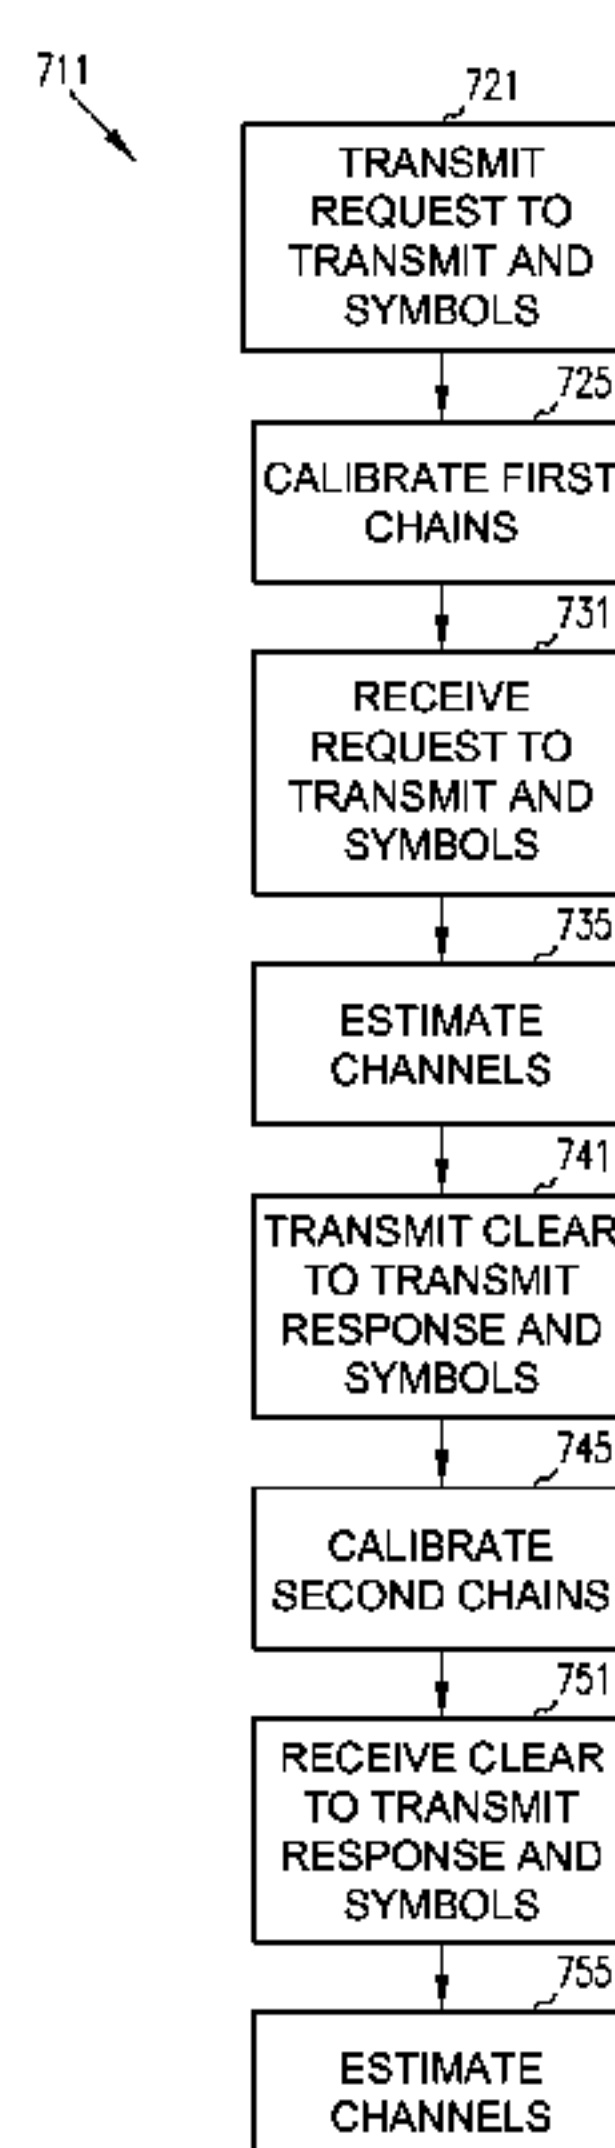 711
721
TRANSMIT
REQUEST TO
TRANSMIT AND
SYMBOLS
725
CALIBRATE FIRST
CHAINS
731
RECEIVE
REQUEST TO
TRANSMIT AND
SYMBOLS
735
ESTIMATE
CHANNELS
741
TRANSMIT CLEAR
TO TRANSMIT
RESPONSE AND
SYMBOLS
745
CALIBRATE
SECOND CHAINS
751
RECEIVE CLEAR
TO TRANSMIT
RESPONSE AND
SYMBOLS
755
ESTIMATE
CHANNELS